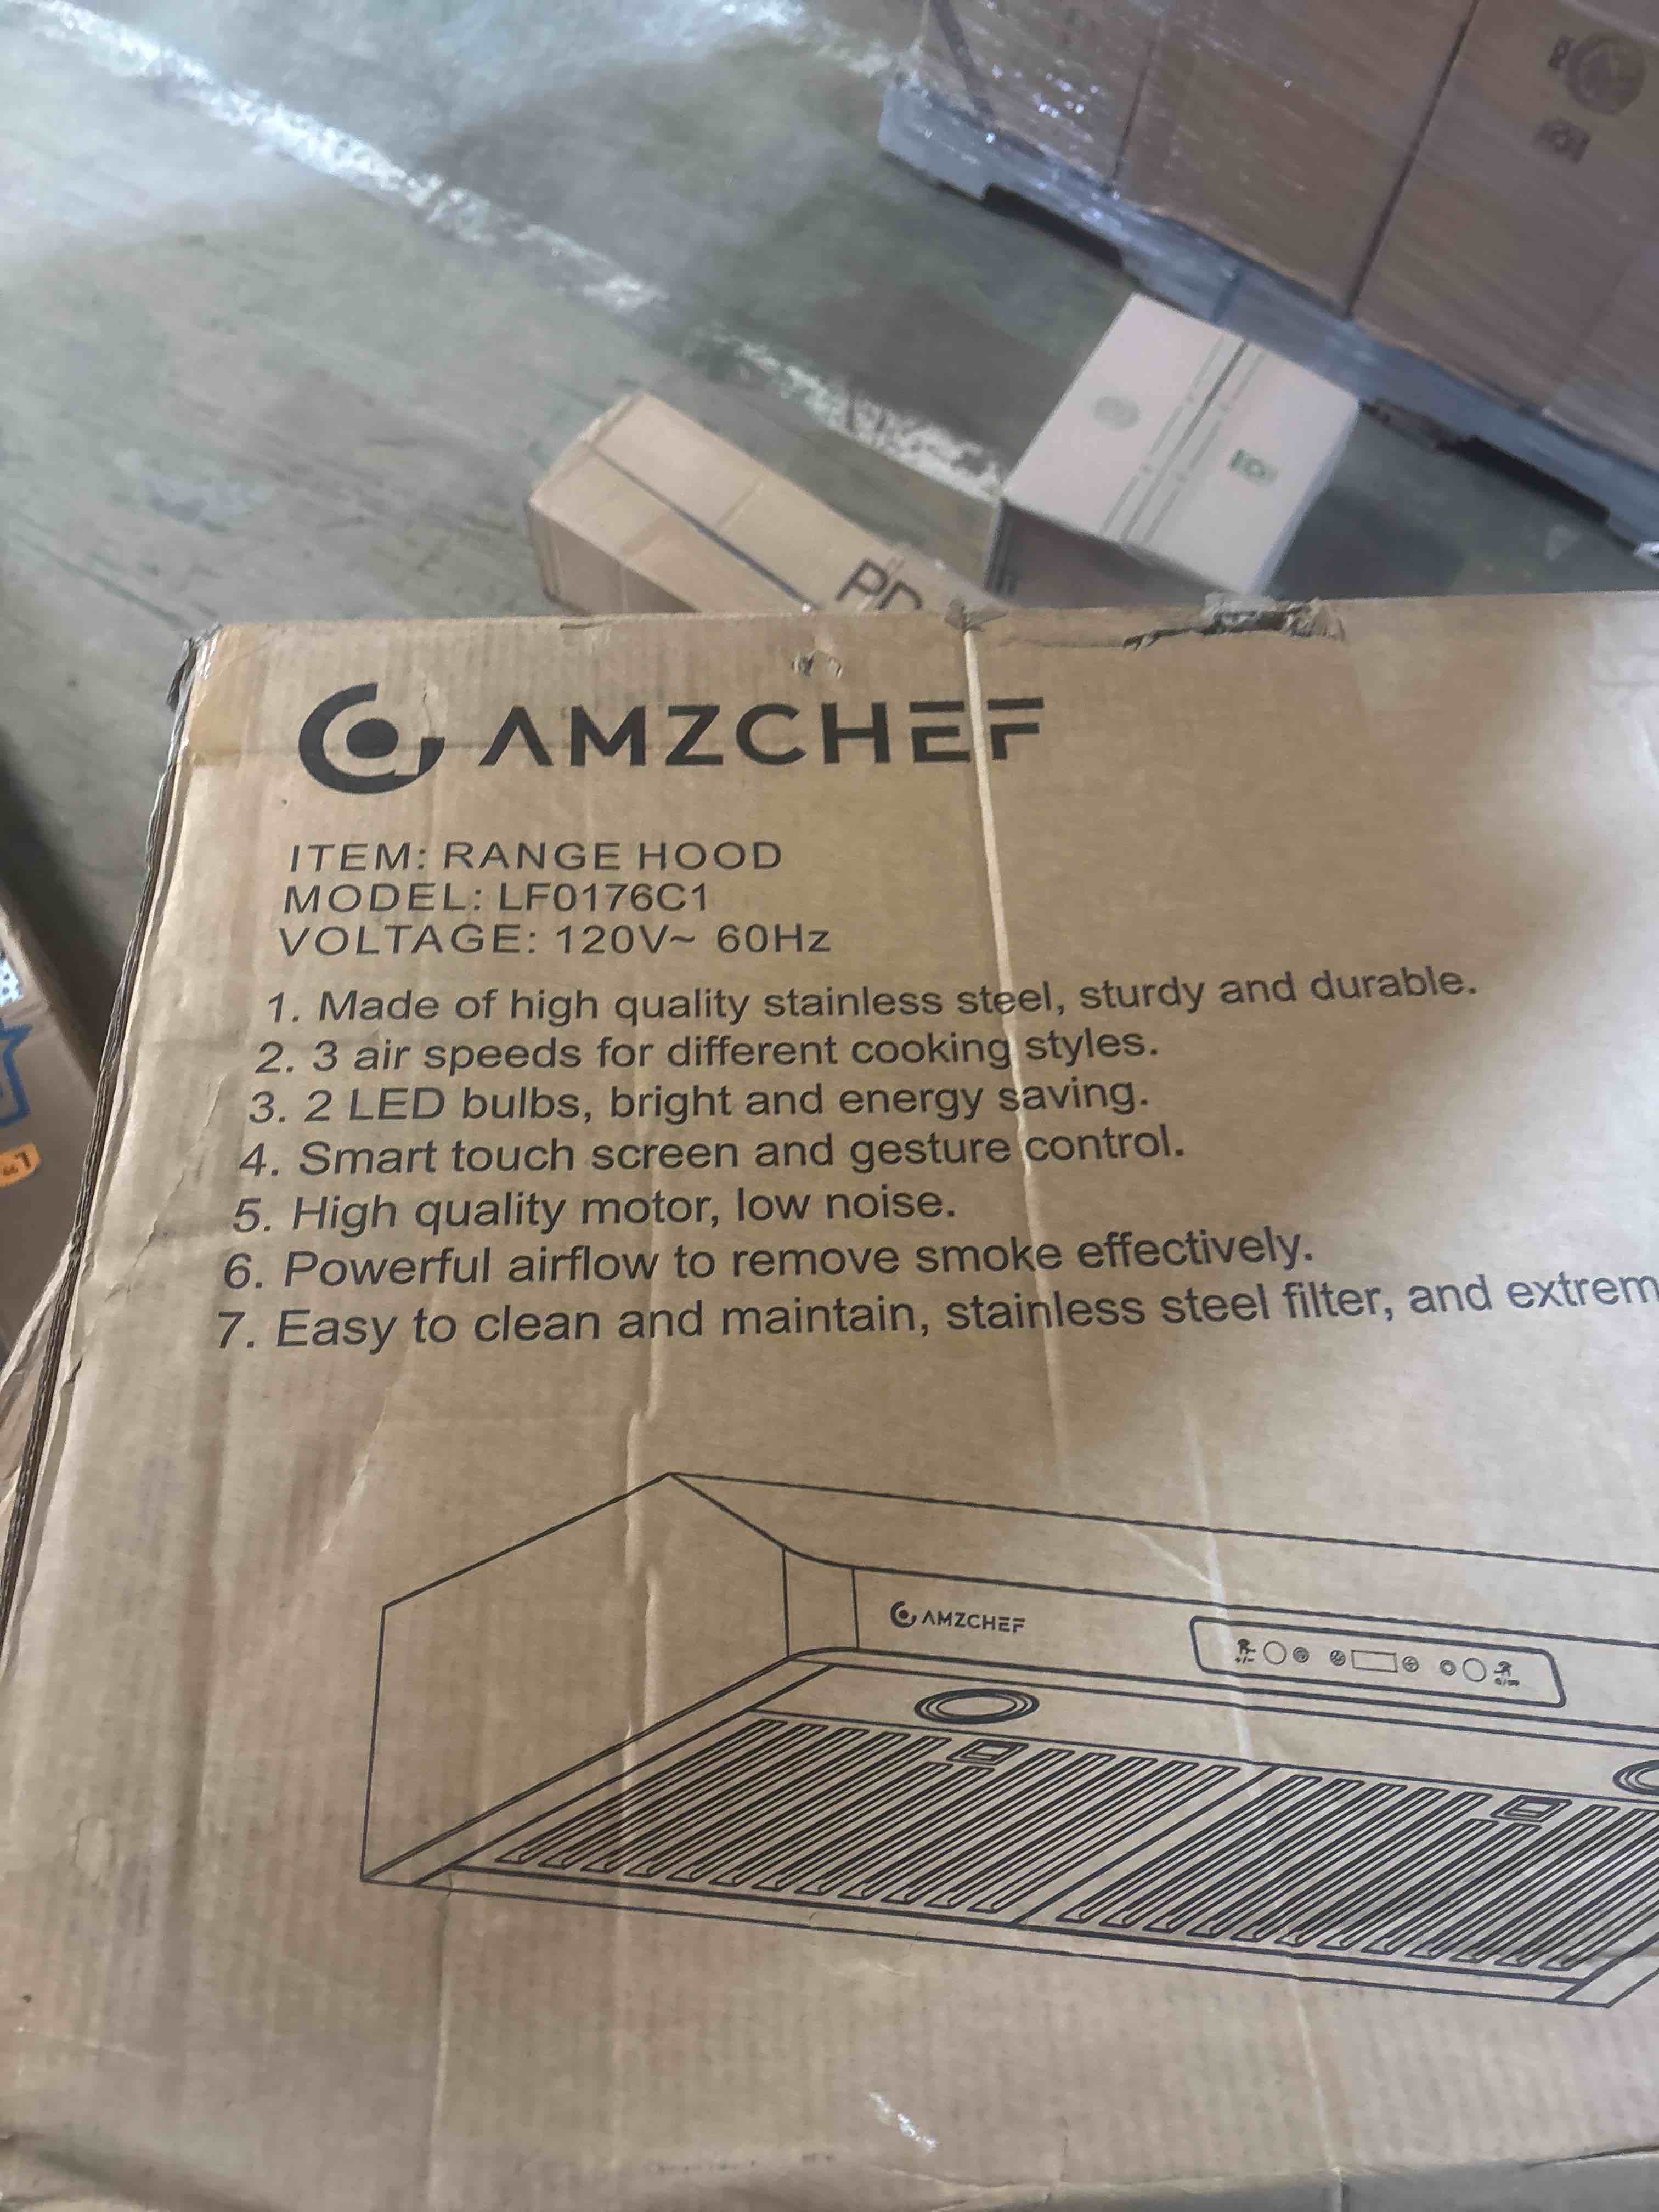 PD
AMZCHEF
ITEM: RANGE HOOD
MODEL: LF0176C1
VOLTAGE: 120V~ 60Hz
1. Made of high quality stainless steel, sturdy and durable.
2. 3 air speeds for different cooking styles.
3. 2 LED bulbs, bright and energy saving.
4. Smart touch screen and gesture control.
5. High quality motor, low noise.
6. Powerful airflow to remove smoke effectively.
7. Easy to clean and maintain, stainless steel filter, and extrem
AMZCHEF
+/-